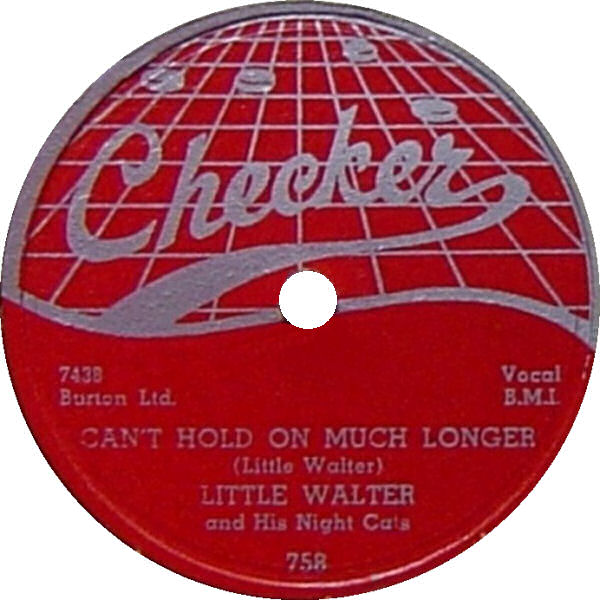 Checker
7438
Burton Ltd.
Vocal
B.M.I.
CAN'T HOLD ON MUCH LONGER
(Little Walter)
LITTLE WALTER
and His Night Cats
758